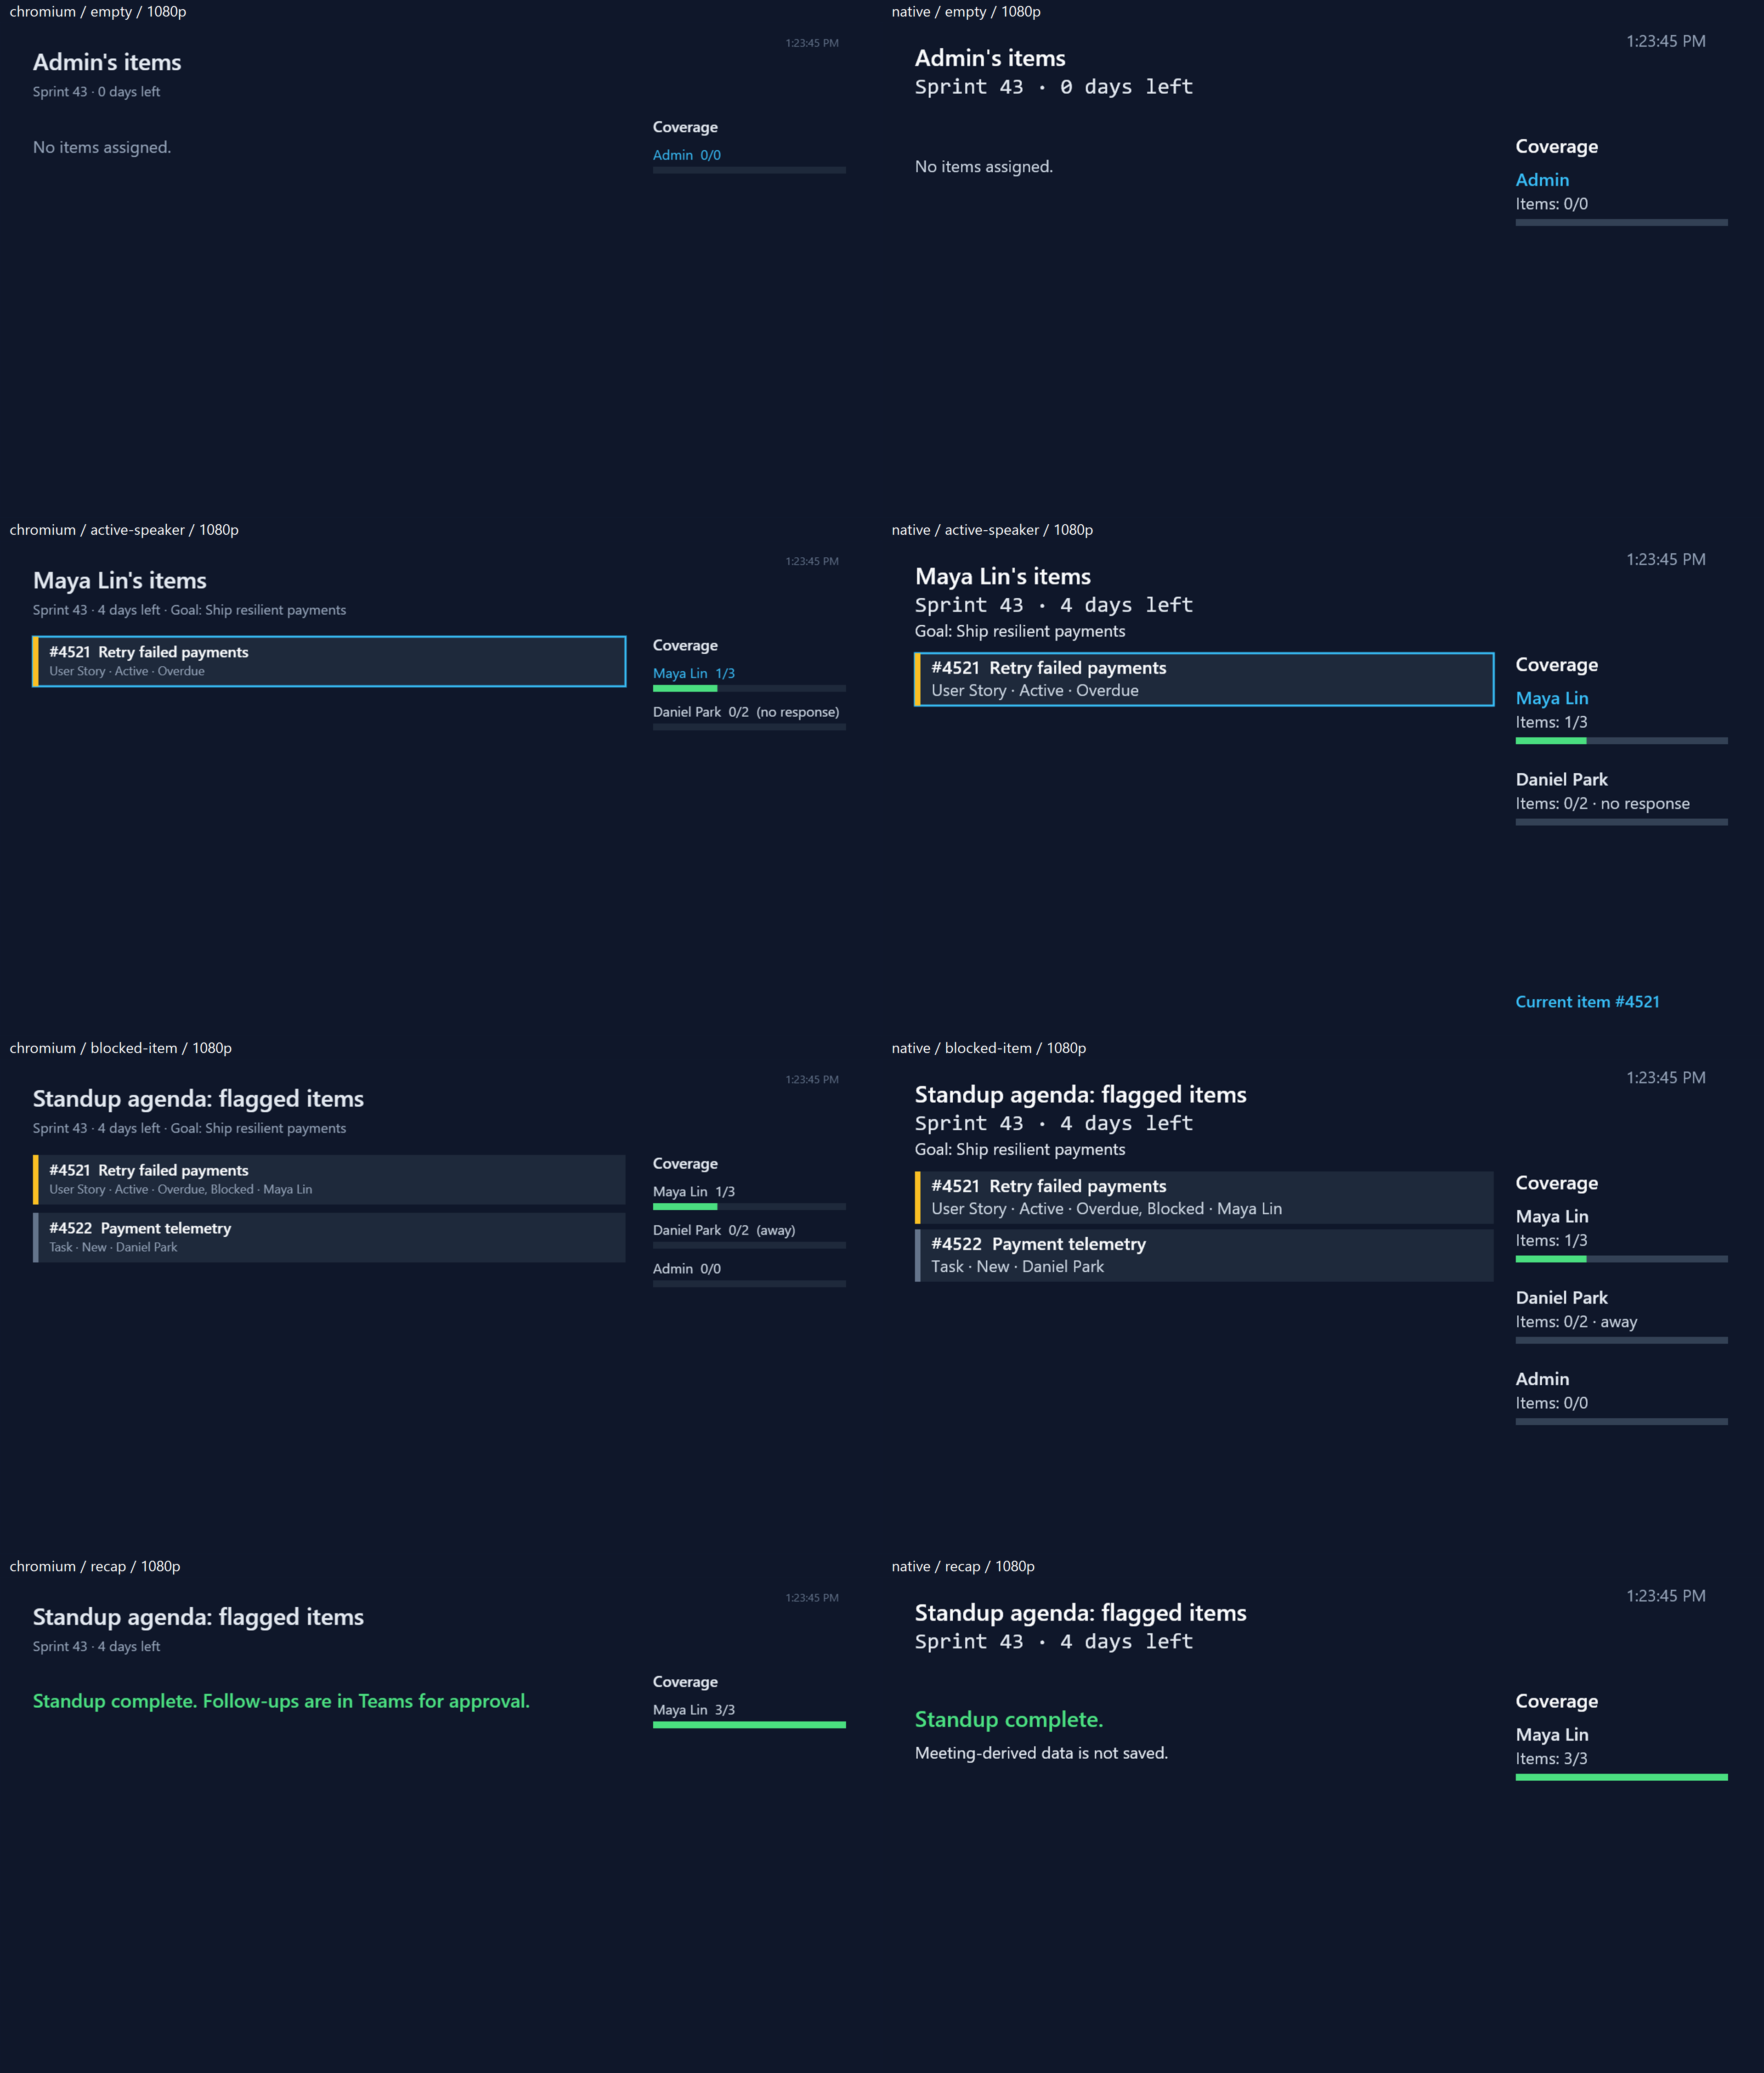 chromium / empty / 1080p
1:23:45 PM
Admin's items
Sprint 43 · 0 days left
No items assigned.
Coverage
Admin 0/0
native / empty / 1080p
1:23:45 PM
Admin's items
Sprint 43 · 0 days left
No items assigned.
Coverage
Admin
Items: 0/0
chromium / active-speaker / 1080p
1:23:45 PM
Maya Lin's items
Sprint 43 · 4 days left · Goal: Ship resilient payments
#4521 Retry failed payments
User Story · Active · Overdue
Coverage
Maya Lin 1/3
Daniel Park 0/2 (no response)
native / active-speaker / 1080p
1:23:45 PM
Maya Lin's items
Sprint 43 · 4 days left
Goal: Ship resilient payments
#4521 Retry failed payments
User Story · Active · Overdue
Coverage
Maya Lin
Items: 1/3
Daniel Park
Items: 0/2 · no response
Current item #4521
chromium / blocked-item / 1080p
1:23:45 PM
Standup agenda: flagged items
Sprint 43 · 4 days left · Goal: Ship resilient payments
#4521 Retry failed payments
User Story · Active · Overdue, Blocked · Maya Lin
#4522 Payment telemetry
Task · New · Daniel Park
Coverage
Maya Lin 1/3
Daniel Park 0/2 (away)
Admin 0/0
native / blocked-item / 1080p
1:23:45 PM
Standup agenda: flagged items
Sprint 43 · 4 days left
Goal: Ship resilient payments
#4521 Retry failed payments
User Story · Active · Overdue, Blocked · Maya Lin
#4522 Payment telemetry
Task · New · Daniel Park
Coverage
Maya Lin
Items: 1/3
Daniel Park
Items: 0/2 · away
Admin
Items: 0/0
chromium / recap / 1080p
1:23:45 PM
Standup agenda: flagged items
Sprint 43 · 4 days left
Standup complete. Follow-ups are in Teams for approval.
Coverage
Maya Lin 3/3
native / recap / 1080p
1:23:45 PM
Standup agenda: flagged items
Sprint 43 · 4 days left
Standup complete.
Meeting-derived data is not saved.
Coverage
Maya Lin
Items: 3/3